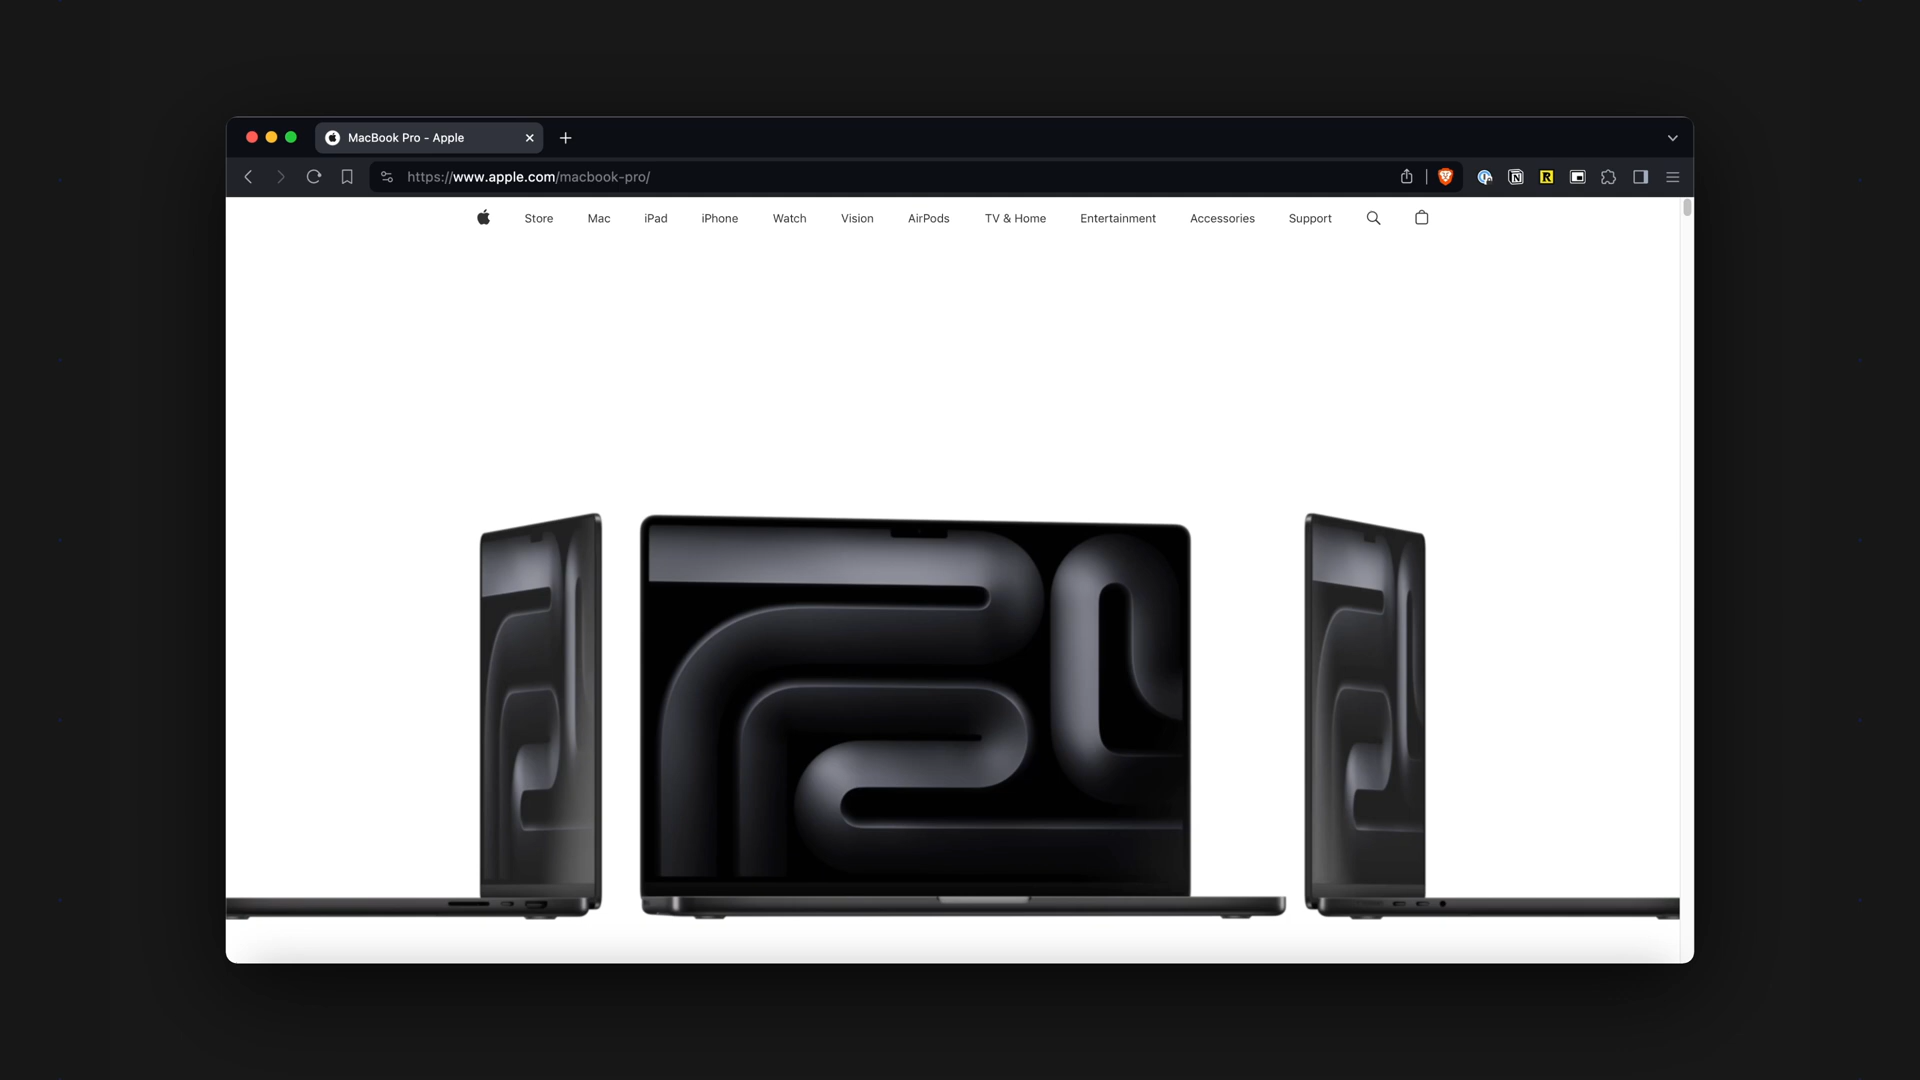 MacBook Pro - Apple
https://www.apple.com/macbook-pro/
Store Mac iPad iPhone Watch Vision AirPods TV & Home Entertainment Accessories Support